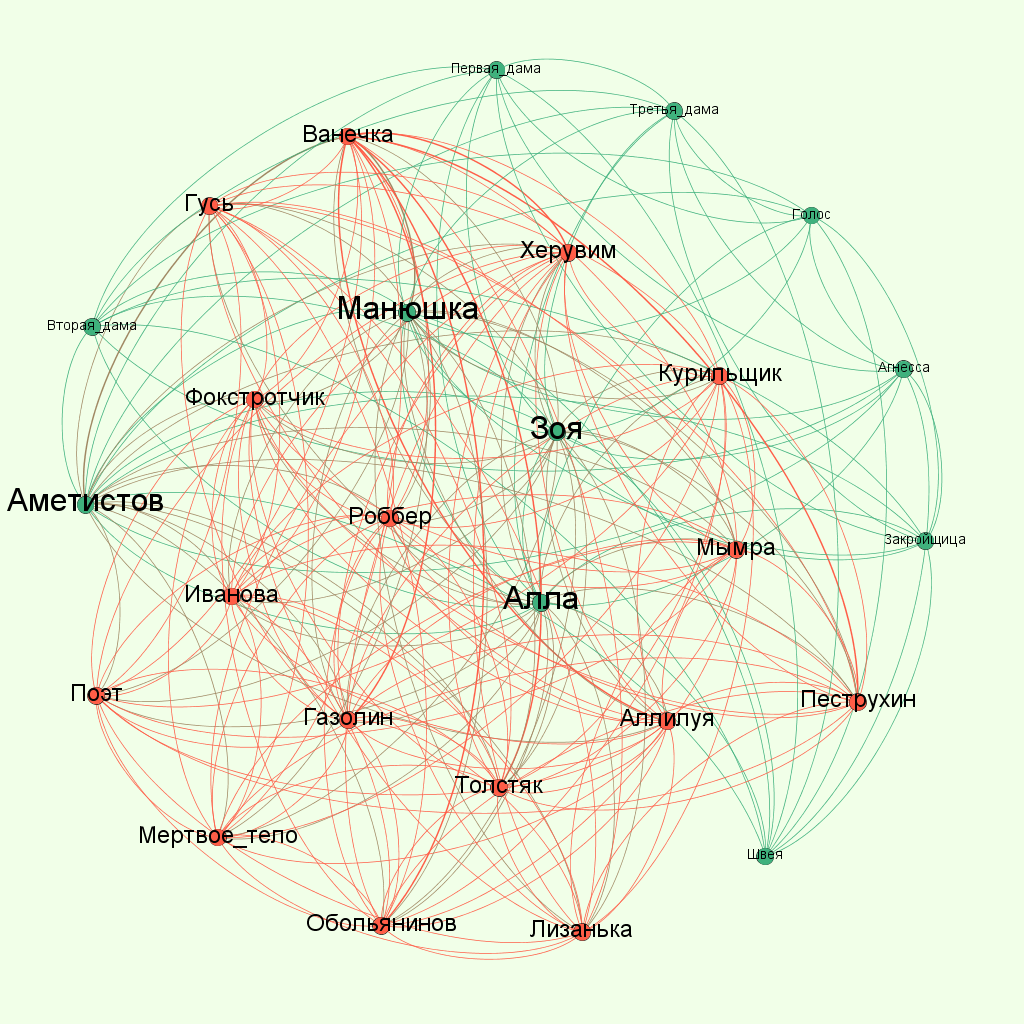 Первая_дама
Третья_дама
Ванечка
Гусь
Голос
Херувим
Манюшка
Вторая_дама
Агнесса
Курильщик
Фокстротчик
Зоя
Аметистов
Роббер
Закройщица
Мымра
Иванова
Алла
Поэт
Пеструхин
Газолин
Аллилуя
Толстяк
Мертвое_тело
Швея
Обольянинов
Лизанька